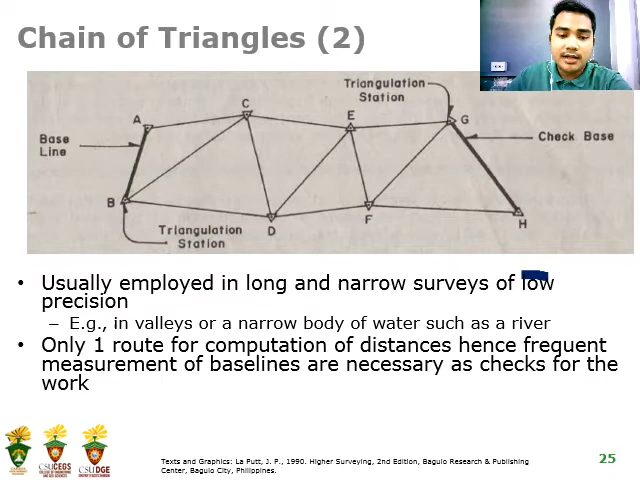 Chain of Triangles (2)
Triangulation
Station
C
A
E
G
Base
Line
Check Base
B
Triangulation
Station
D
F
H
• Usually employed in long and narrow surveys of low
precision
– E.g., in valleys or a narrow body of water such as a river
• Only 1 route for computation of distances hence frequent
measurement of baselines are necessary as checks for the
work
CSUCEGS
CSUDGE
Texts and Graphics: La Putt, J. P., 1990. Higher Surveying, 2nd Edition, Baguio Research & Publishing
Center, Baguio City, Philippines.
25